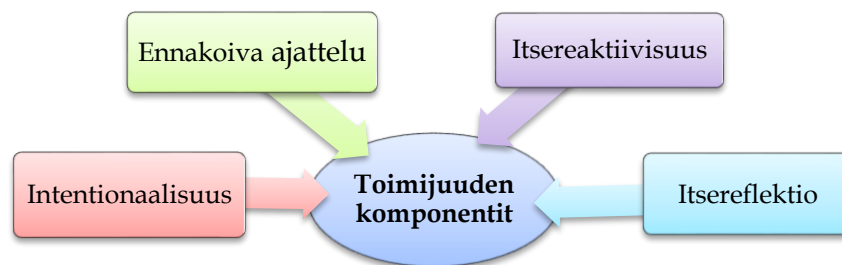 Ennakoiva ajattelu
Itsereaktiivisuus
Intentionaalisuus
Toimijuuden
komponentit
Itsereflektio